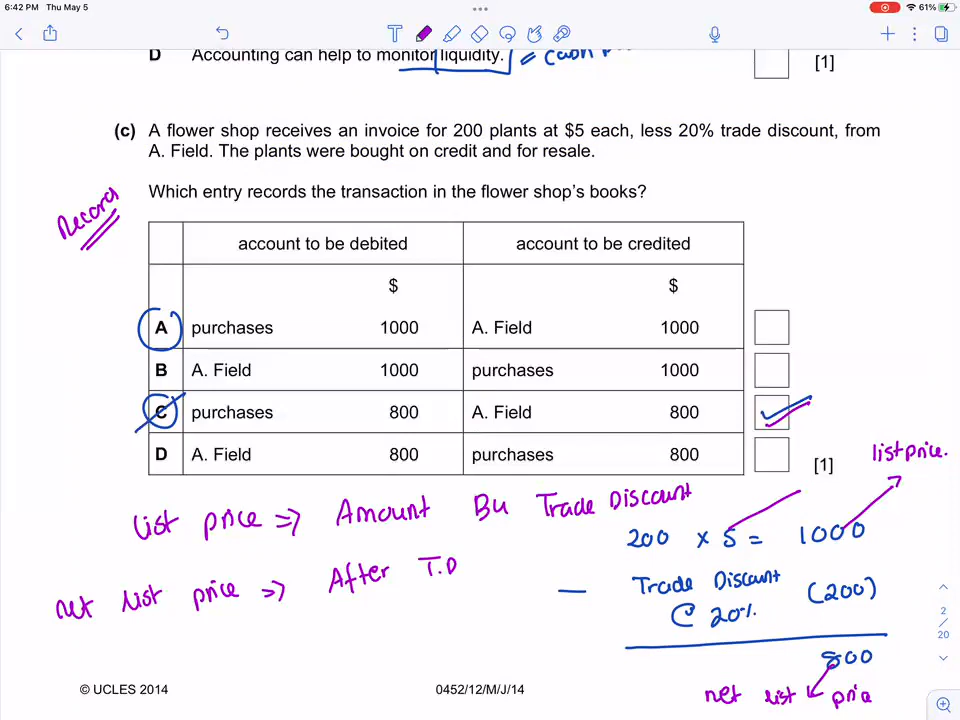 6:42 PM Thu May 5
61%
D Accounting can help to monitor liquidity. = cash
[1]
(c) A flower shop receives an invoice for 200 plants at $5 each, less 20% trade discount, from
A. Field. The plants were bought on credit and for resale.
Which entry records the transaction in the flower shop's books?
Record
account to be debited account to be credited
$ $
A purchases 1000 A. Field 1000
B A. Field 1000 purchases 1000
C purchases 800 A. Field 800
D A. Field 800 purchases 800
[1]
list price.
list price => Amount B4 Trade Discount
200 x 5 = 1000
net list price => After T.D
— Trade Discount (200)
@ 20%
800
net list price
2
/
20
© UCLES 2014 0452/12/M/J/14